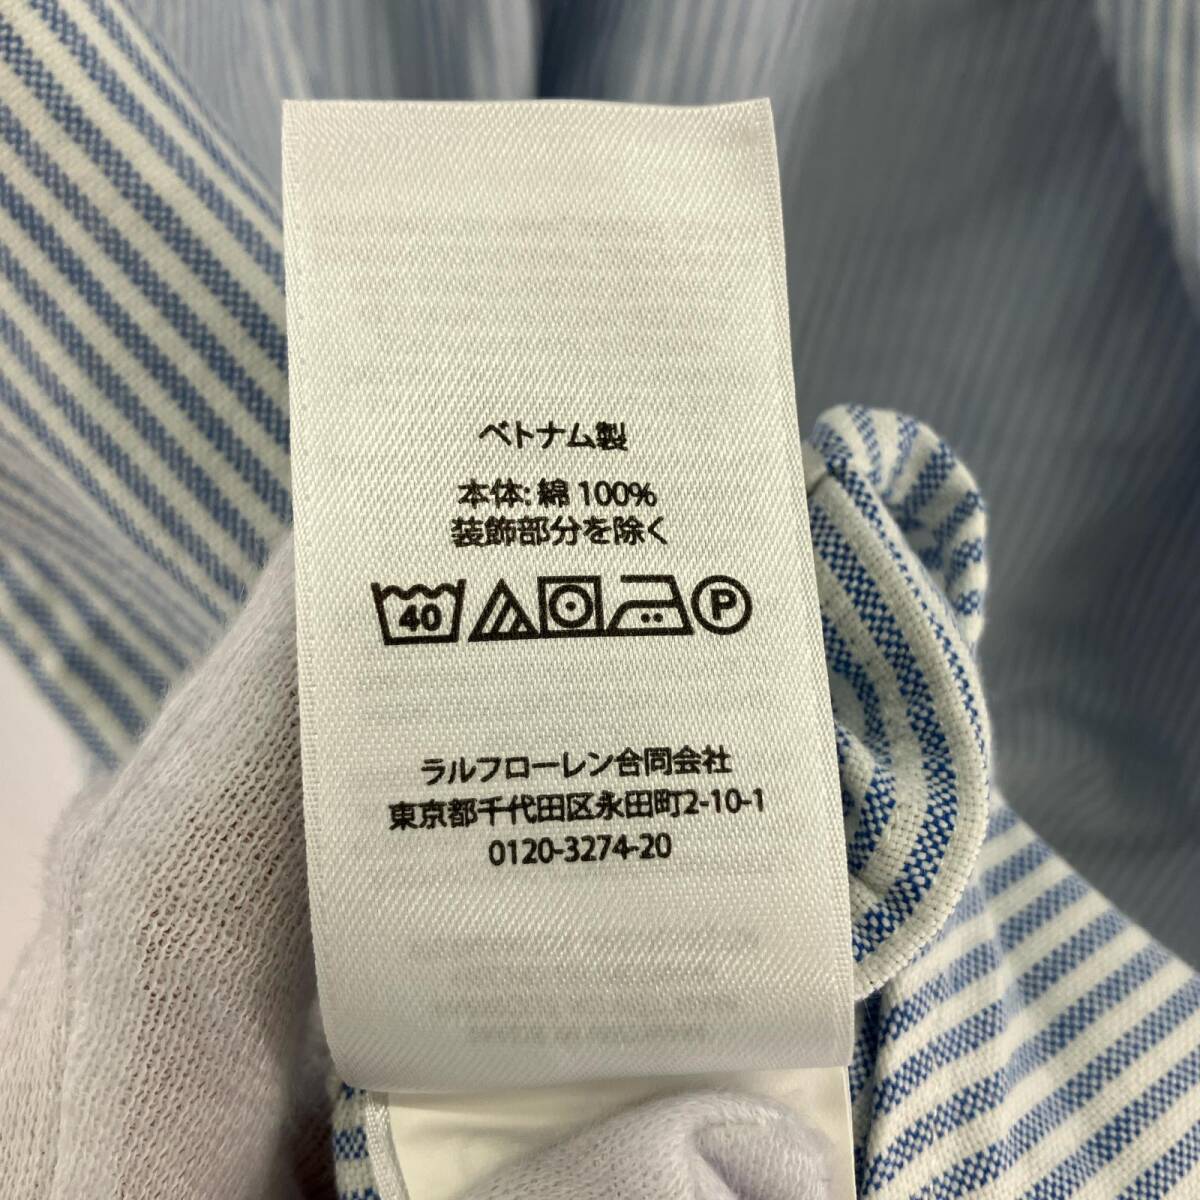 ベトナム製
本体: 綿 100%
装飾部分を除く
40 P
ラルフローレン合同会社
東京都千代田区永田町2-10-1
0120-3274-20